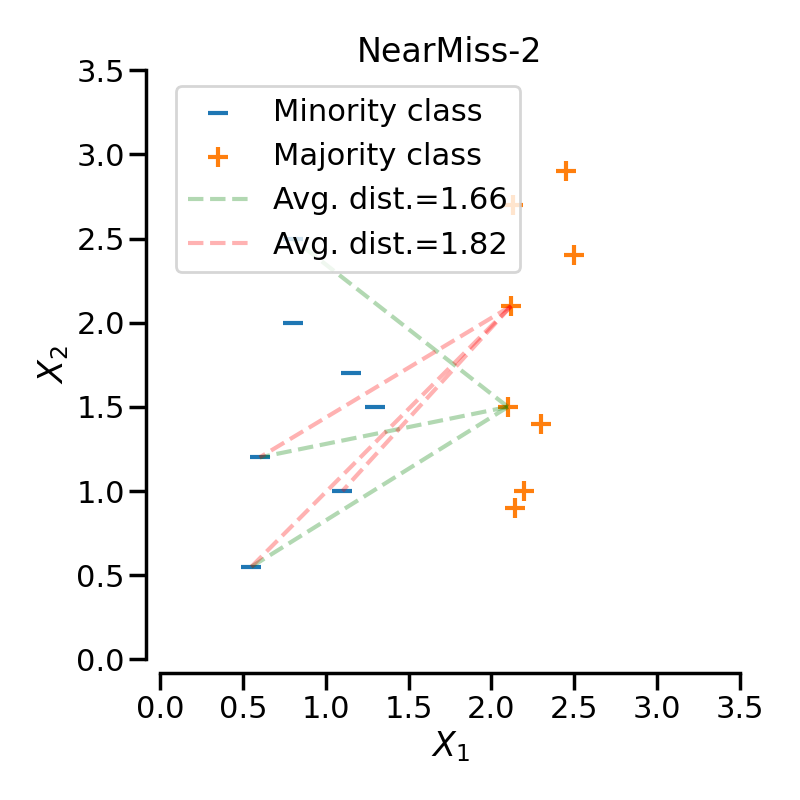 NearMiss-2
3.5
3.0
2.5
2.0
1.5
1.0
0.5
0.0
X2
Minority class
Majority class
Avg. dist.=1.66
Avg. dist.=1.82
0.0 0.5 1.0 1.5 2.0 2.5 3.0 3.5
X1